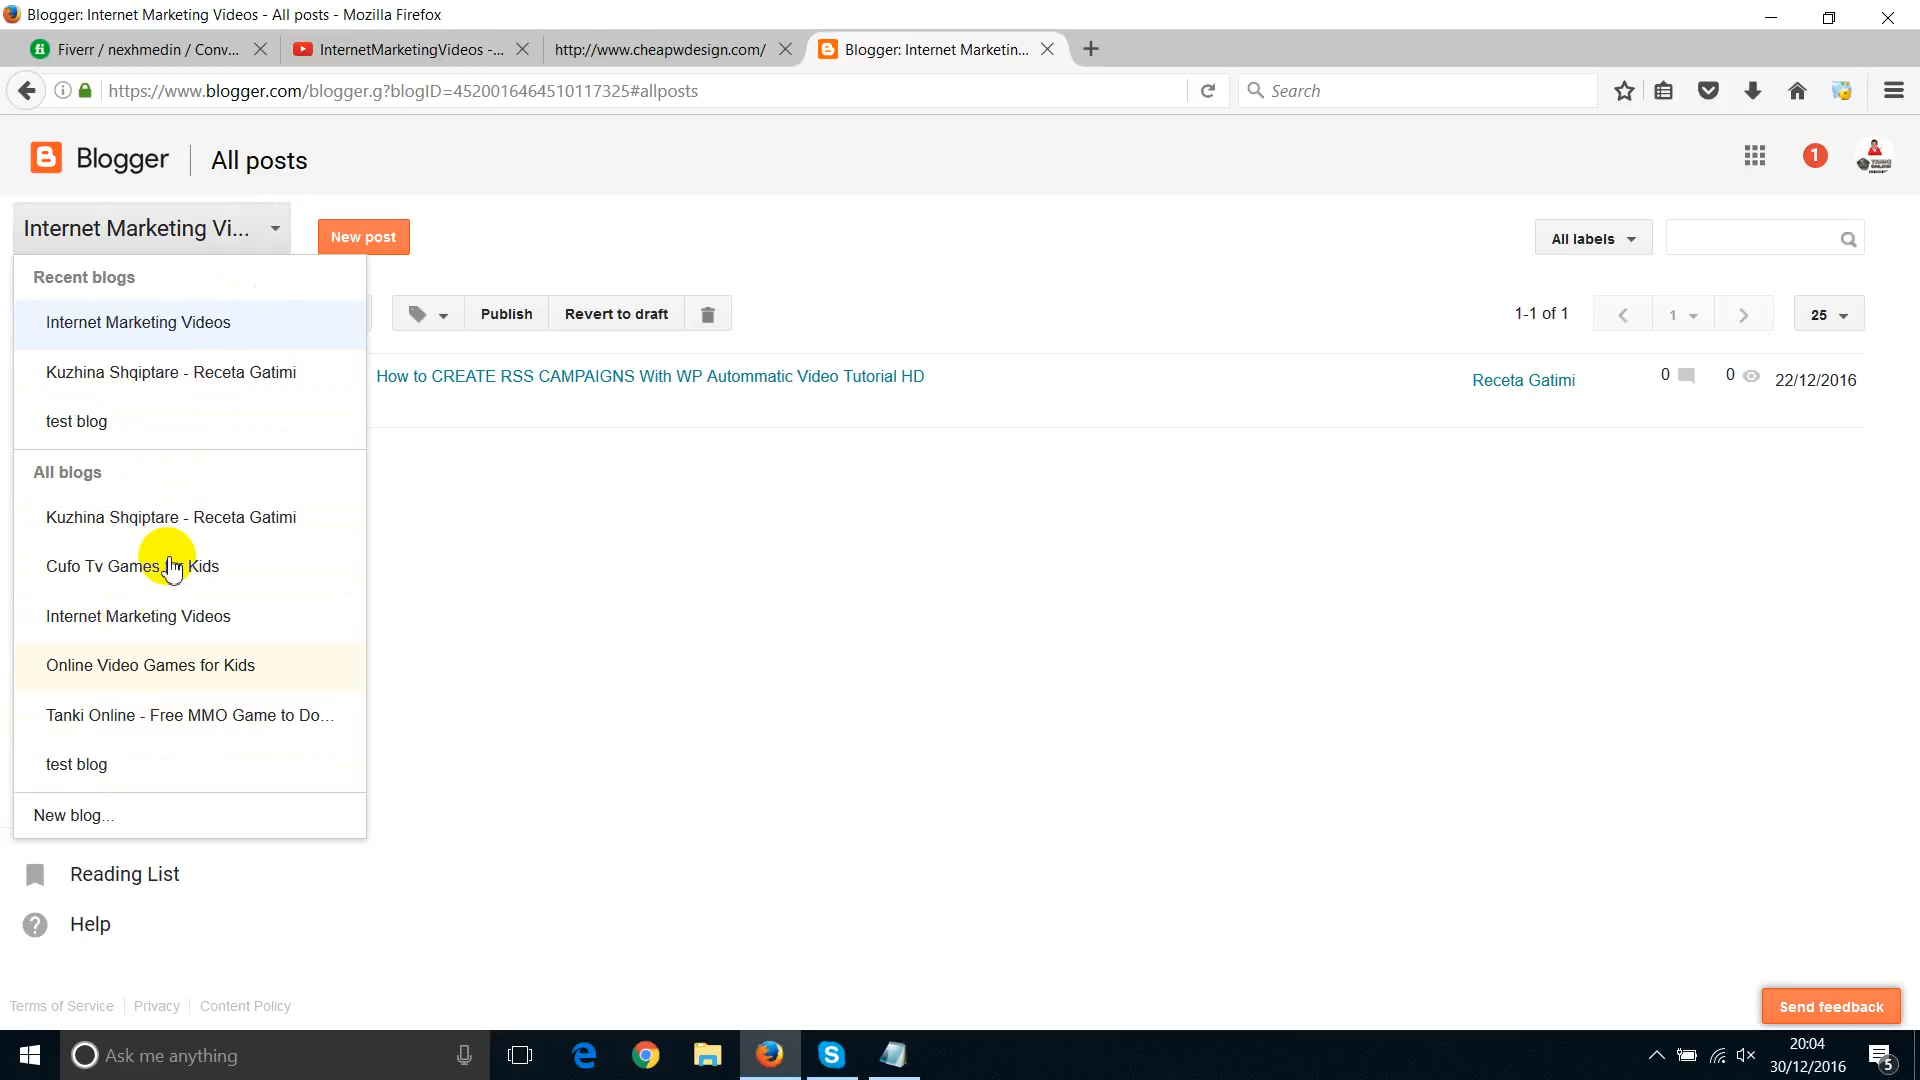 Blogger: Internet Marketing Videos - All posts - Mozilla Firefox
Fiverr / nexhmedin / Conv...
InternetMarketingVideos -...
http://www.cheapwdesign.com/
Blogger: Internet Marketin...
https://www.blogger.com/blogger.g?blogID=4520016464510117325#allposts
Search
Blogger
All posts
1
Internet Marketing Vi...
New post
All labels
Recent blogs
Internet Marketing Videos
Kuzhina Shqiptare - Receta Gatimi
test blog
Publish
Revert to draft
1-1 of 1
1
25
How to CREATE RSS CAMPAIGNS With WP Autommatic Video Tutorial HD
Receta Gatimi
0
0
22/12/2016
All blogs
Kuzhina Shqiptare - Receta Gatimi
Cufo Tv Games Kids
Internet Marketing Videos
Online Video Games for Kids
Tanki Online - Free MMO Game to Do...
test blog
New blog...
Reading List
Help
Terms of Service
Privacy
Content Policy
Send feedback
Ask me anything
20:04
30/12/2016
5